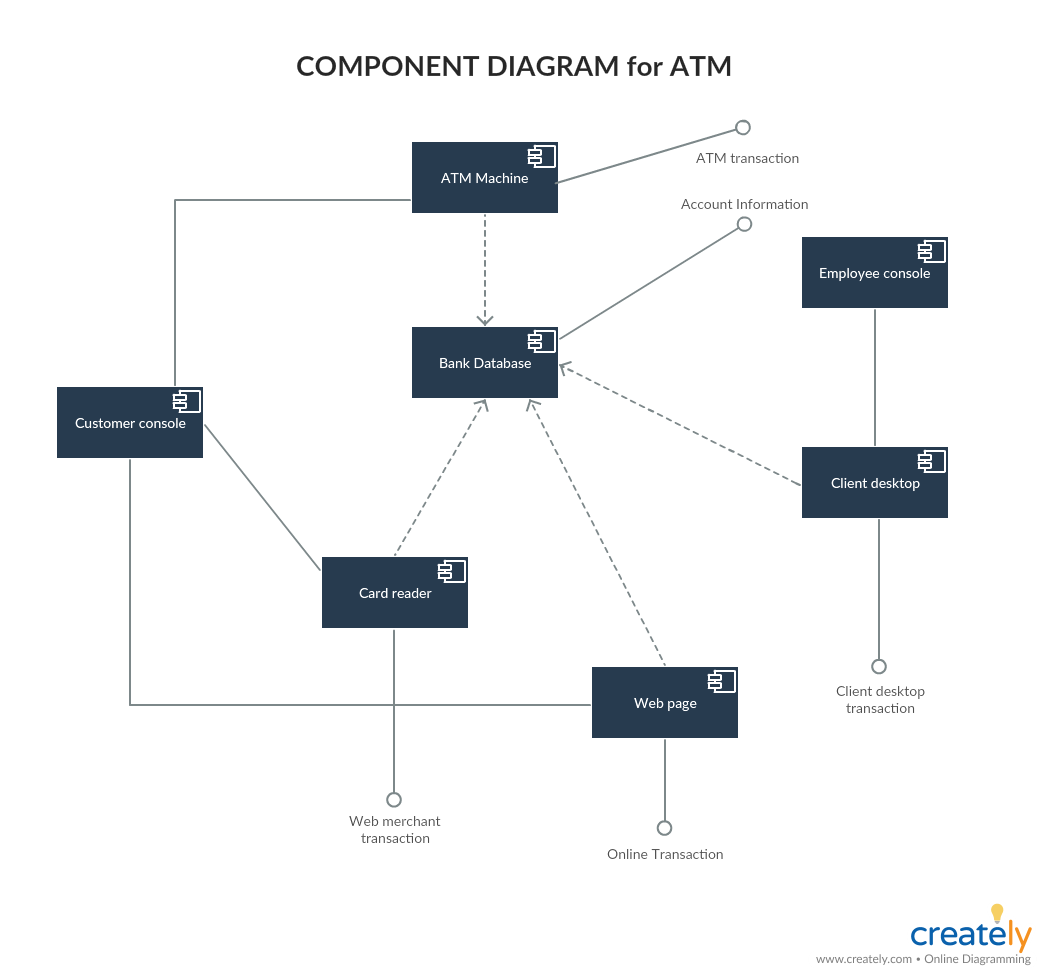 COMPONENT DIAGRAM for ATM
ATM transaction
ATM Machine
Account Information
Employee console
Bank Database
Customer console
Client desktop
Card reader
Client desktop
transaction
Web page
Web merchant
transaction
Online Transaction
creately
www.creately.com • Online Diagramming